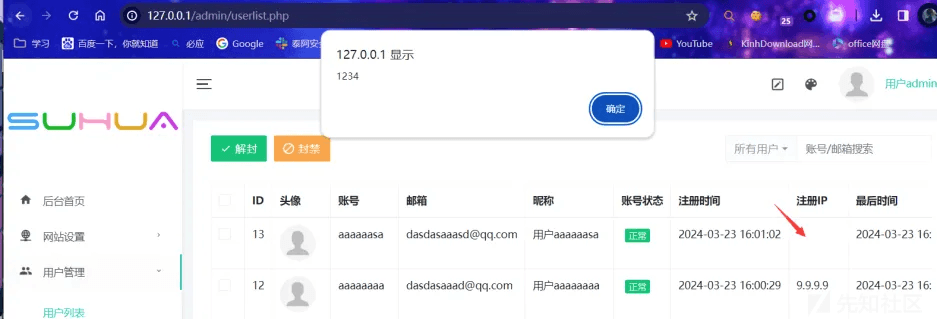 127.0.0.1/admin/userlist.php
25
学习
百度一下，你就知道
必应
Google
泰阿安全
YouTube
KinhDownload网...
office网盘
127.0.0.1 显示
1234
确定
用户admin
SUHUA
解封
封禁
所有用户
账号/邮箱搜索
后台首页
网站设置
用户管理
用户列表
ID 头像 账号 邮箱 昵称 账号状态 注册时间 注册IP 最后时间
13 aaaaaasa dasdasaaasd@qq.com 用户aaaaaasa 正常 2024-03-23 16:01:02 2024-03-23 16:
12 aaaaaaaa dasdasaaad@qq.com 用户aaaaaaaa 正常 2024-03-23 16:00:29 9.9.9.9 2024-03-23 16:
先知社区